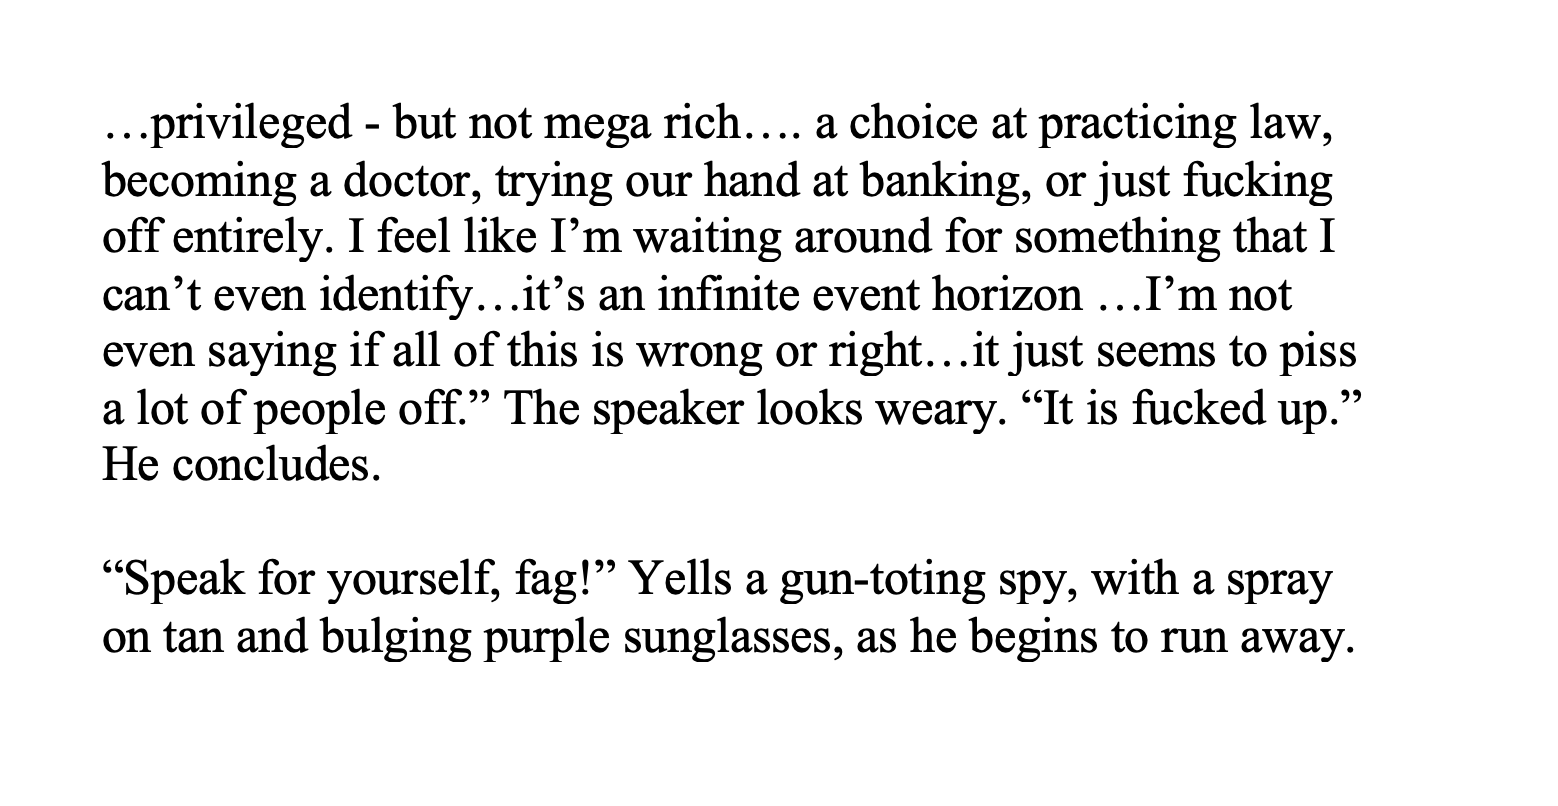 …privileged - but not mega rich…. a choice at practicing law,
becoming a doctor, trying our hand at banking, or just fucking
off entirely. I feel like I’m waiting around for something that I
can’t even identify…it’s an infinite event horizon …I’m not
even saying if all of this is wrong or right…it just seems to piss
a lot of people off.” The speaker looks weary. “It is fucked up.”
He concludes.
“Speak for yourself, fag!” Yells a gun-toting spy, with a spray
on tan and bulging purple sunglasses, as he begins to run away.